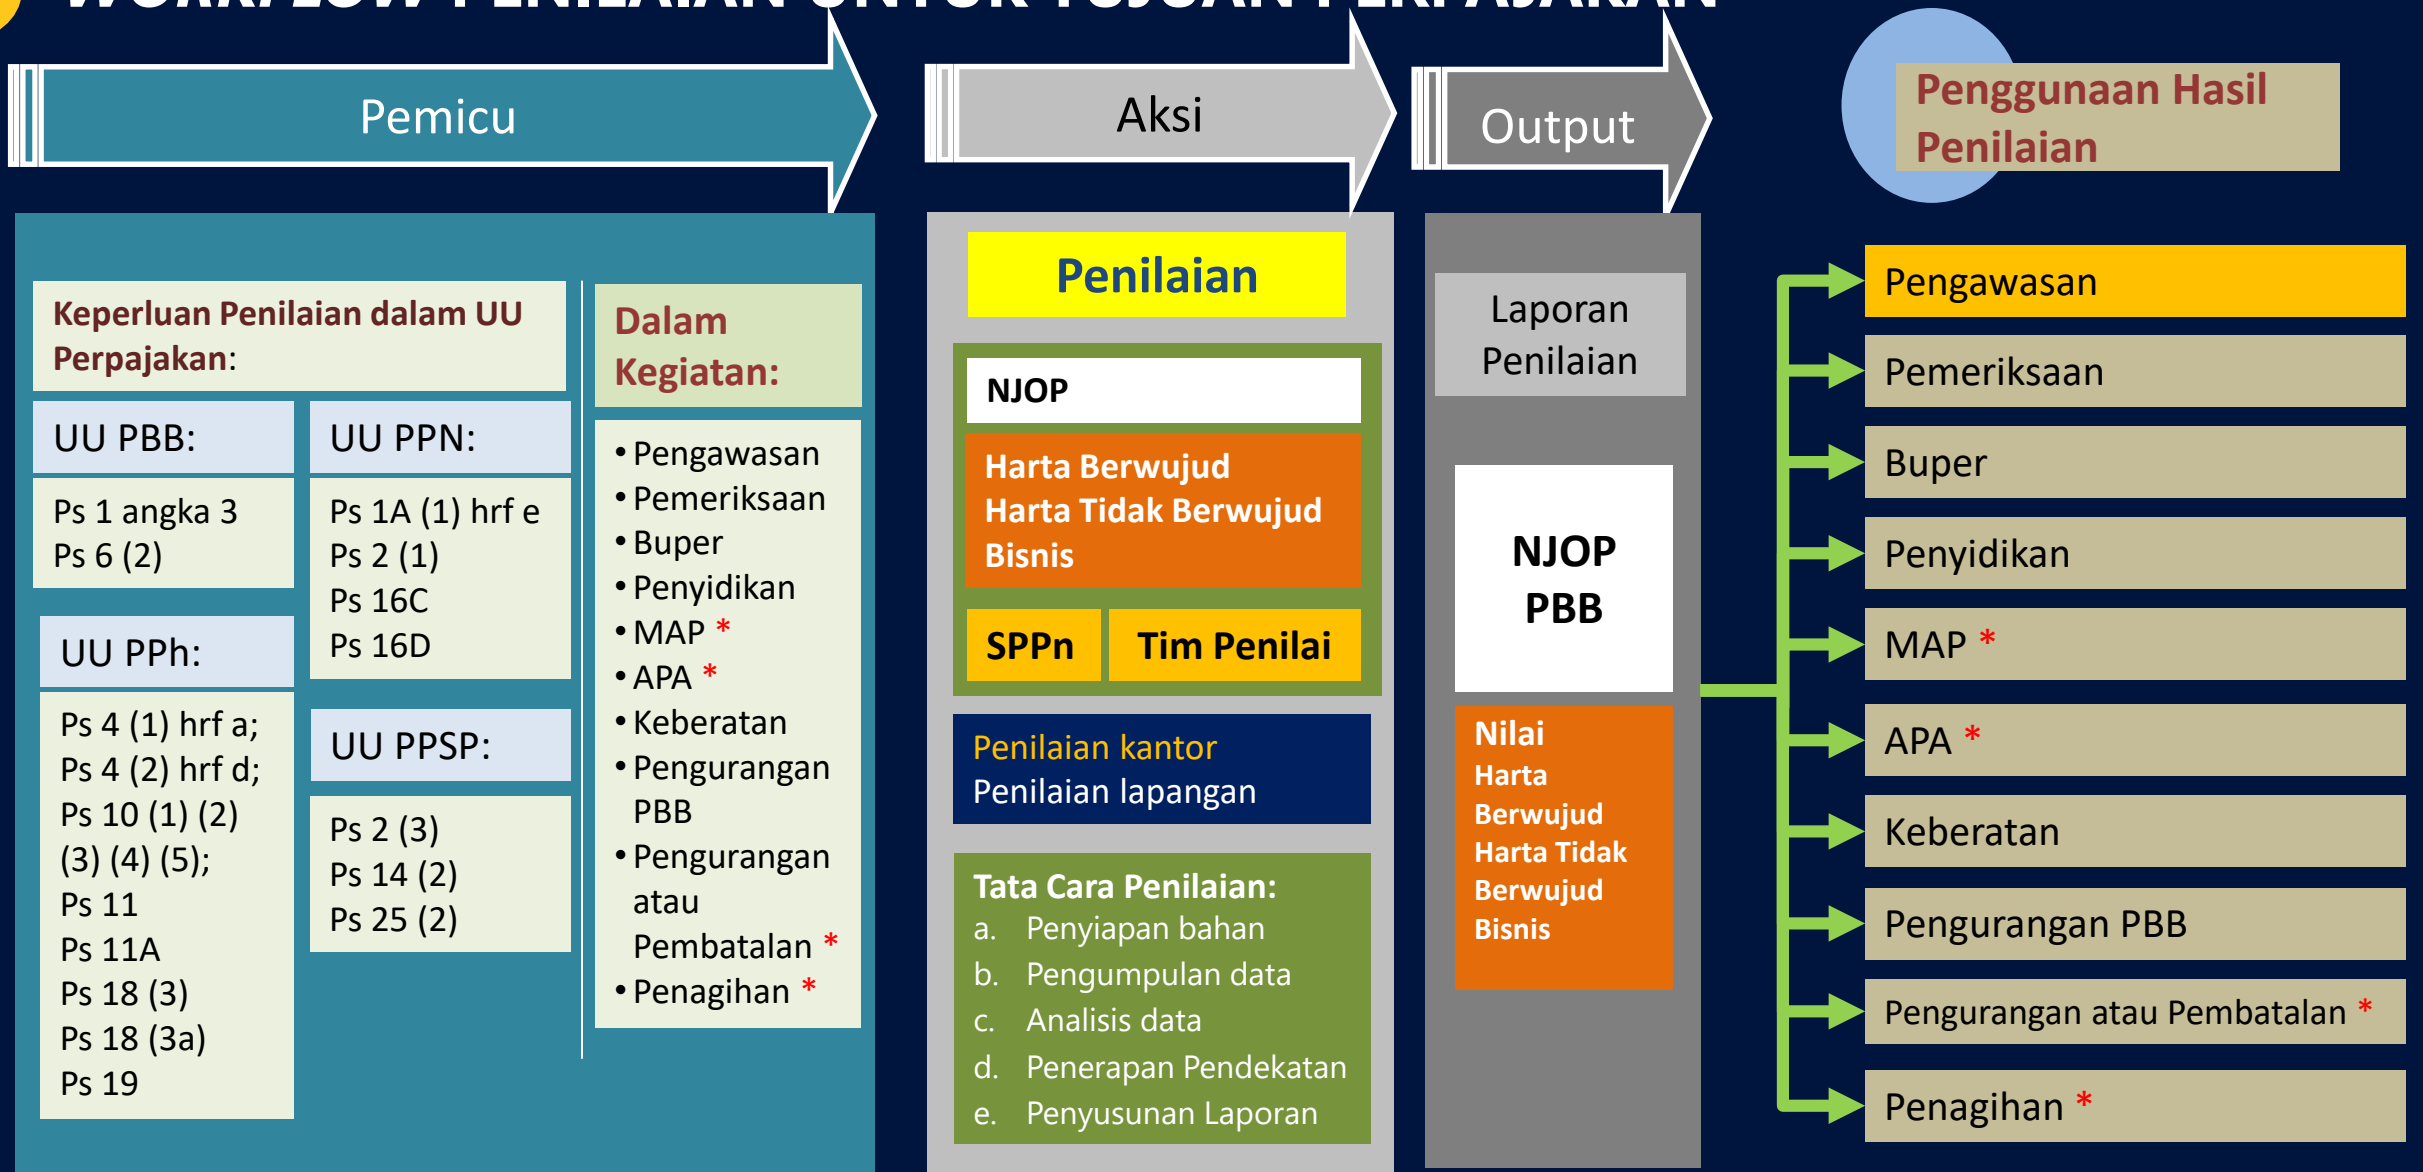 WORKFLOW PENILAIAN UNTUK TUJUAN PERPAJAKAN
Pemicu
Keperluan Penilaian dalam UU
Perpajakan:
UU PBB:
Ps 1 angka 3
Ps 6 (2)
UU PPh:
Ps 4 (1) hrf a;
Ps 4 (2) hrf d;
Ps 10 (1) (2)
(3) (4) (5);
Ps 11
Ps 11A
Ps 18 (3)
Ps 18 (3a)
Ps 19
UU PPN:
Ps 1A (1) hrf e
Ps 2 (1)
Ps 16C
Ps 16D
UU PPSP:
Ps 2 (3)
Ps 14 (2)
Ps 25 (2)
Dalam
Kegiatan:
• Pengawasan
• Pemeriksaan
• Buper
• Penyidikan
• MAP *
• APA *
• Keberatan
• Pengurangan
PBB
• Pengurangan
atau
Pembatalan *
• Penagihan *
Aksi
Penilaian
NJOP
Harta Berwujud
Harta Tidak Berwujud
Bisnis
SPPn
Tim Penilai
Penilaian kantor
Penilaian lapangan
Tata Cara Penilaian:
a. Penyiapan bahan
b. Pengumpulan data
c. Analisis data
d. Penerapan Pendekatan
e. Penyusunan Laporan
Output
Laporan
Penilaian
NJOP
PBB
Nilai
Harta
Berwujud
Harta Tidak
Berwujud
Bisnis
Penggunaan Hasil
Penilaian
Pengawasan
Pemeriksaan
Buper
Penyidikan
MAP *
APA *
Keberatan
Pengurangan PBB
Pengurangan atau Pembatalan *
Penagihan *